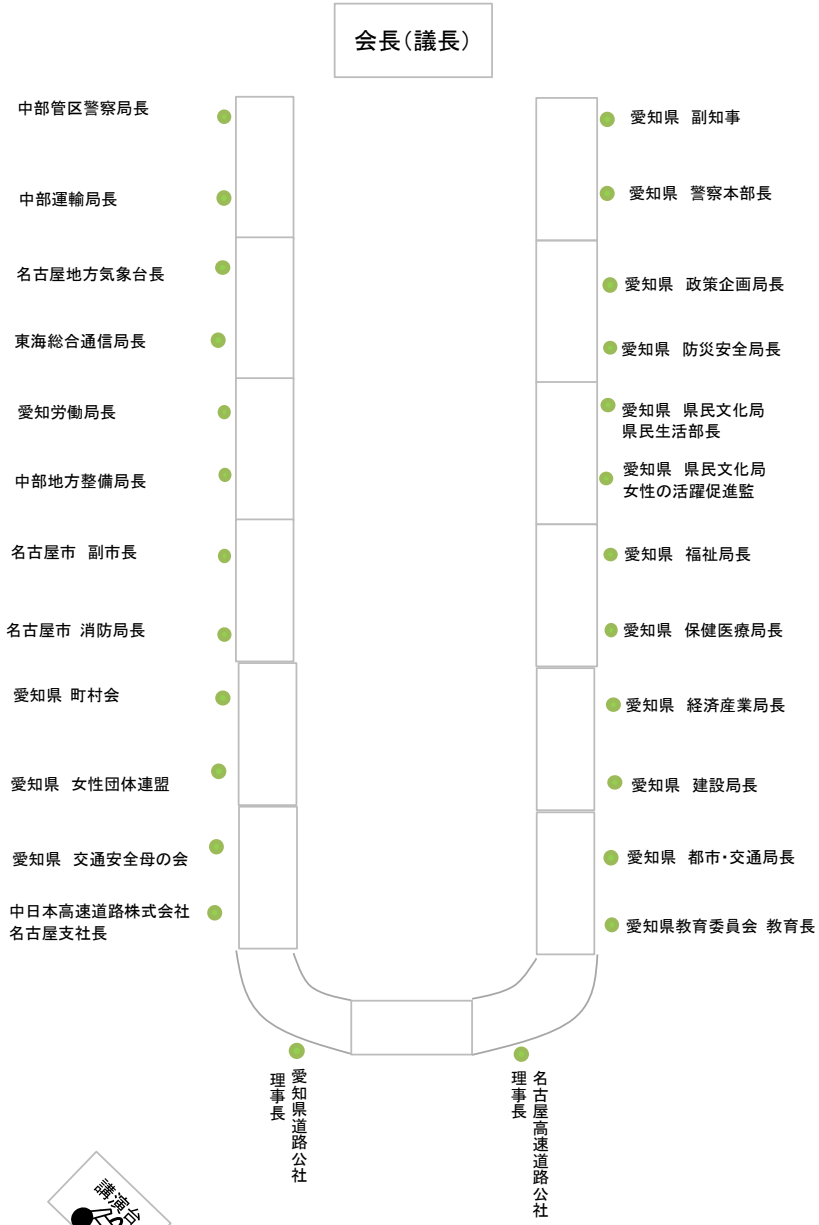 会長(議長)
中部管区警察局長
中部運輸局長
名古屋地方気象台長
東海総合通信局長
愛知労働局長
中部地方整備局長
名古屋市　副市長
名古屋市 消防局長
愛知県 町村会
愛知県　女性団体連盟
愛知県　交通安全母の会
中日本高速道路株式会社
名古屋支社長
愛知県　副知事
愛知県　警察本部長
愛知県　政策企画局長
愛知県　防災安全局長
愛知県　県民文化局
県民生活部長
愛知県　県民文化局
女性の活躍促進監
愛知県　福祉局長
愛知県　保健医療局長
愛知県　経済産業局長
愛知県　建設局長
愛知県　都市・交通局長
愛知県教育委員会 教育長
愛知県道路公社
理事長
名古屋高速道路公社
理事長
講演台